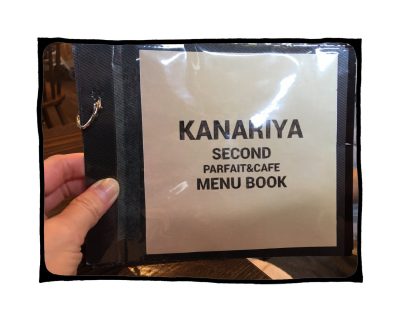 KANARIYA
SECOND
PARFAIT&CAFE
MENU BOOK